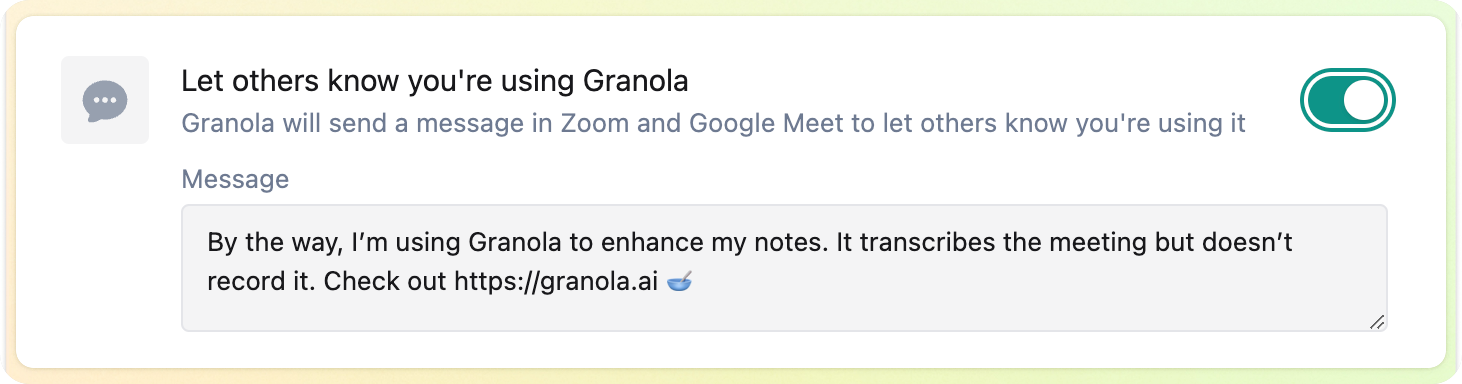 Let others know you're using Granola
Granola will send a message in Zoom and Google Meet to let others know you're using it
Message
By the way, I’m using Granola to enhance my notes. It transcribes the meeting but doesn’t
record it. Check out https://granola.ai 🥣